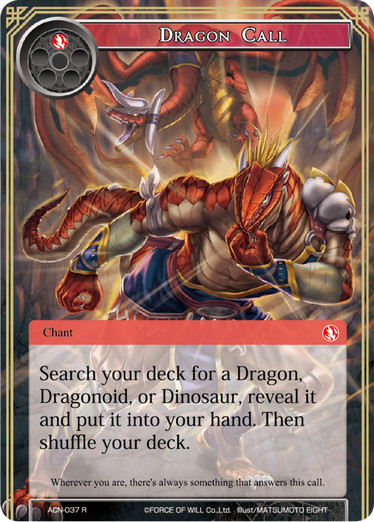 Dragon Call
Chant
Search your deck for a Dragon,
Dragonoid, or Dinosaur, reveal it
and put it into your hand. Then
shuffle your deck.
Wherever you are, there's always something that answers this call.
ACN-037 R ©FORCE OF WILL Co.,Ltd. Illust/MATSUMOTO EIGHT